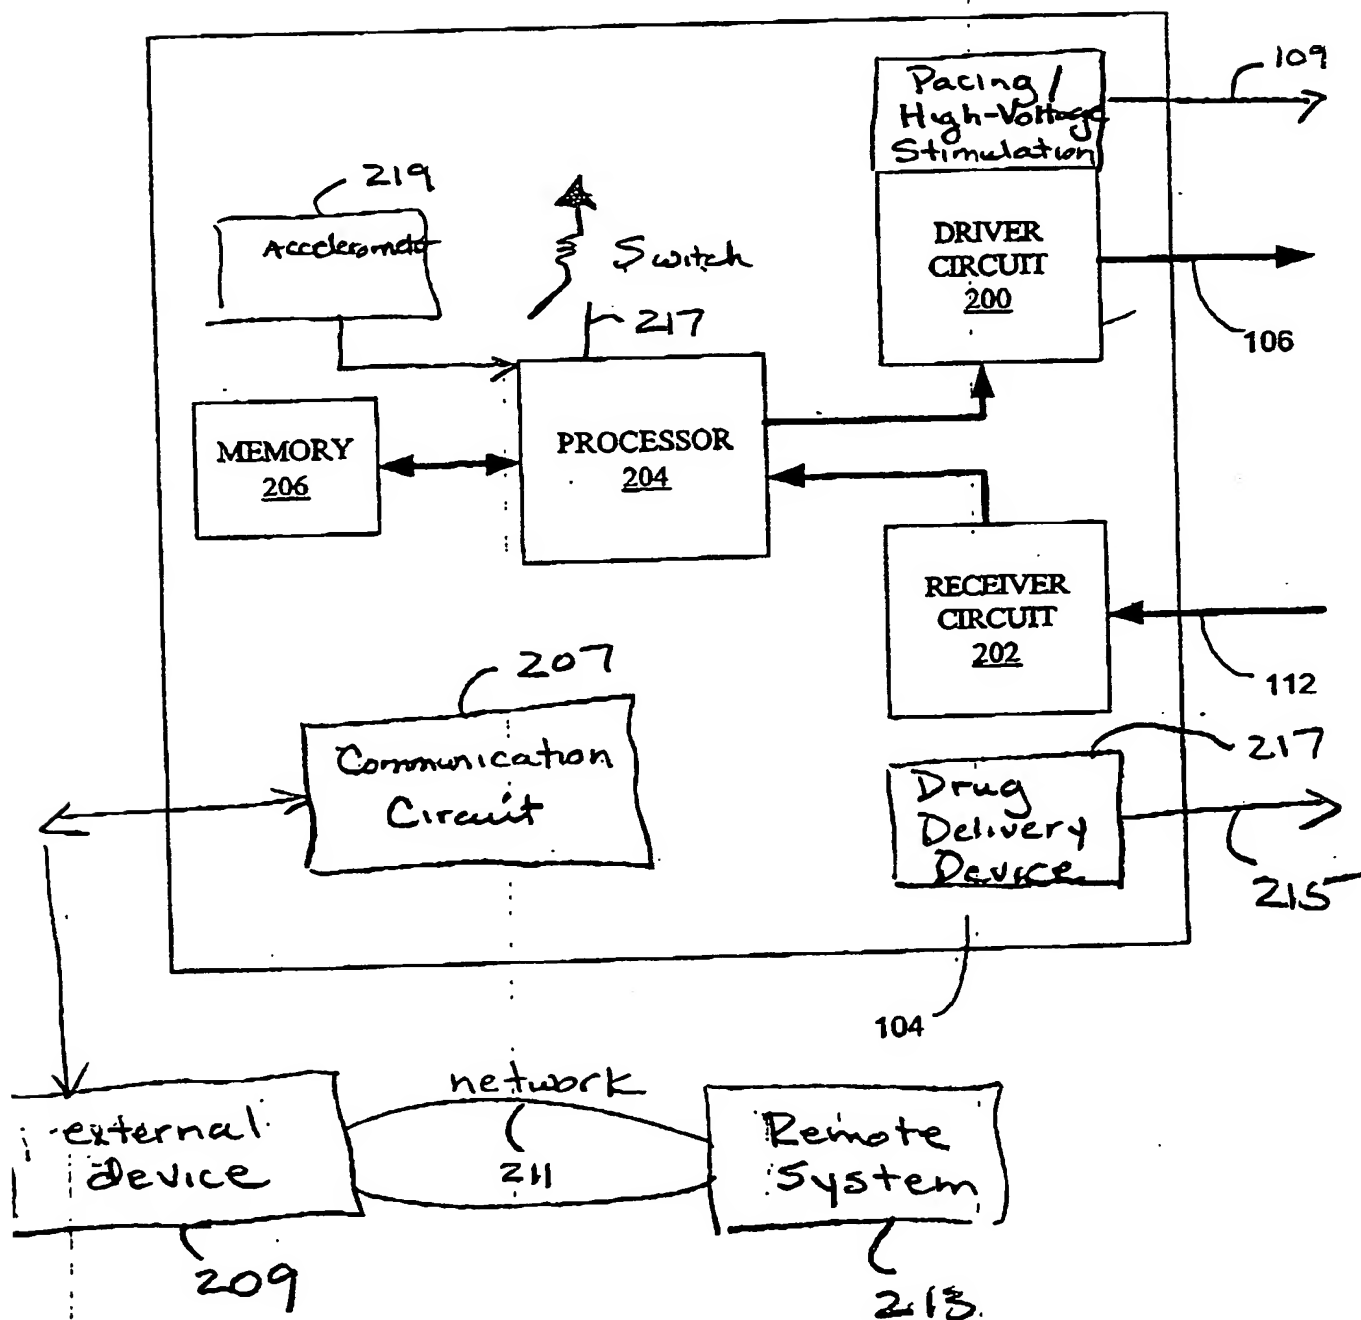 109
Pacing /
High-Voltage
Stimulation
219
Accelerometer
Switch
217
DRIVER
CIRCUIT
200
106
MEMORY
206
PROCESSOR
204
RECEIVER
CIRCUIT
202
112
207
Communication
Circuit
217
Drug
Delivery
Device
215
104
network
211
external
device
209
Remote
System
213